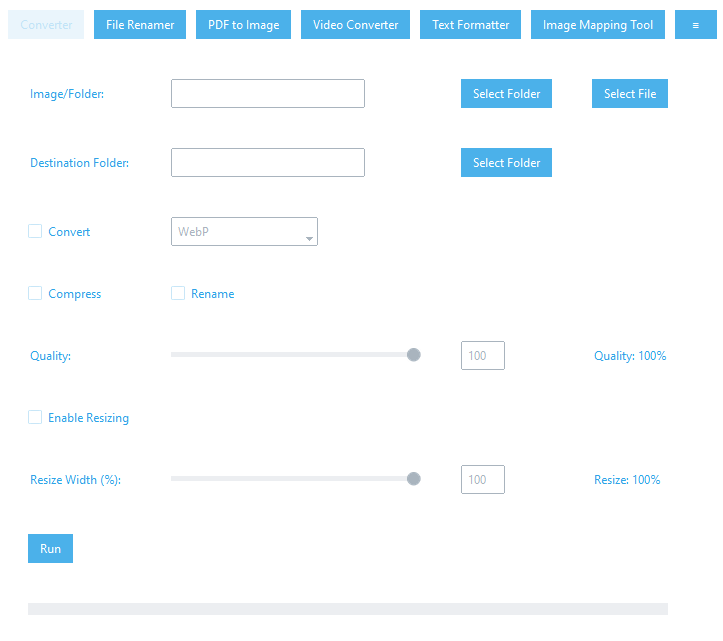 Converter File Renamer PDF to Image Video Converter Text Formatter Image Mapping Tool ≡
Image/Folder: Select Folder Select File
Destination Folder: Select Folder
Convert WebP
Compress Rename
Quality: 100 Quality: 100%
Enable Resizing
Resize Width (%): 100 Resize: 100%
Run